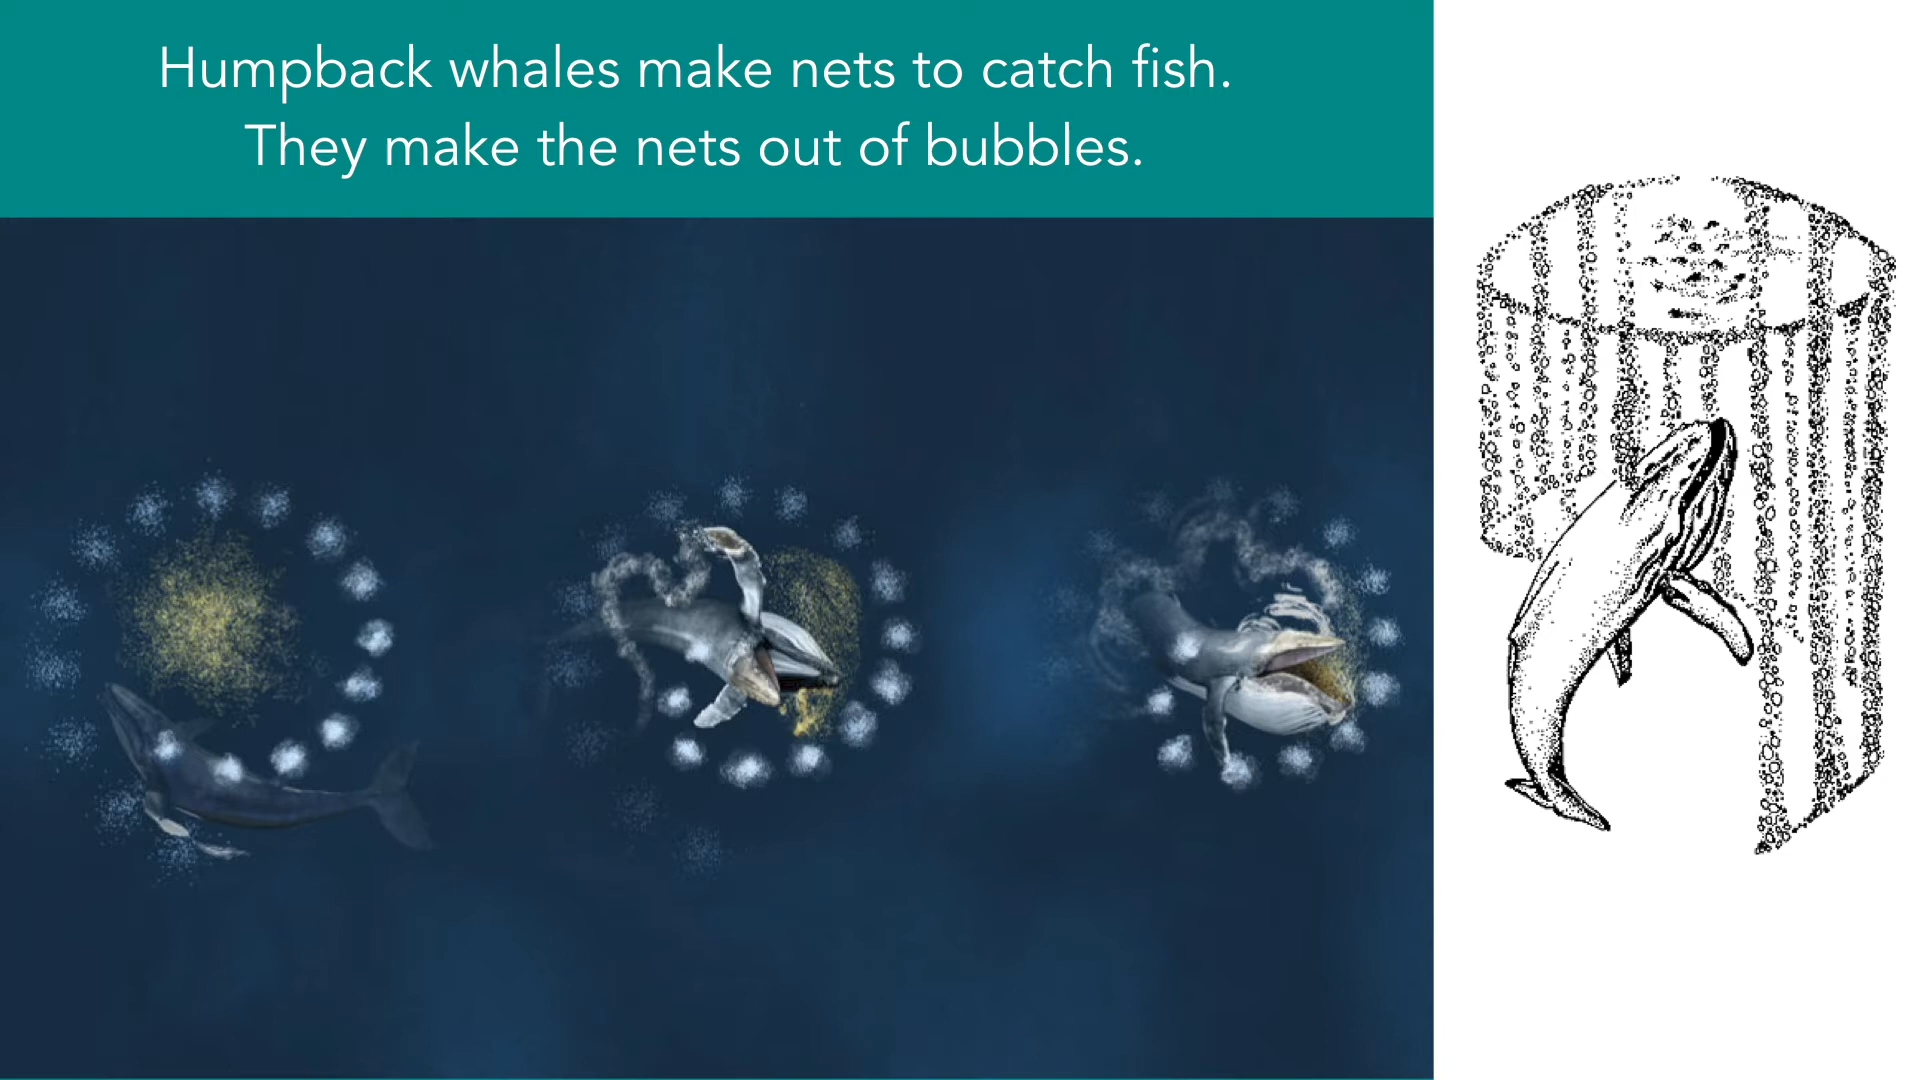 Humpback whales make nets to catch fish.
They make the nets out of bubbles.